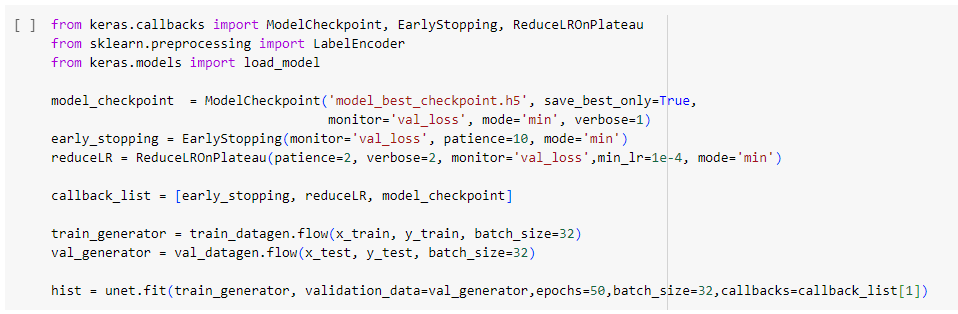 [ ] from keras.callbacks import ModelCheckpoint, EarlyStopping, ReduceLROnPlateau
from sklearn.preprocessing import LabelEncoder
from keras.models import load_model
model_checkpoint  = ModelCheckpoint('model_best_checkpoint.h5', save_best_only=True,
                                    monitor='val_loss', mode='min', verbose=1)
early_stopping = EarlyStopping(monitor='val_loss', patience=10, mode='min')
reduceLR = ReduceLROnPlateau(patience=2, verbose=2, monitor='val_loss',min_lr=1e-4, mode='min')
callback_list = [early_stopping, reduceLR, model_checkpoint]
train_generator = train_datagen.flow(x_train, y_train, batch_size=32)
val_generator = val_datagen.flow(x_test, y_test, batch_size=32)
hist = unet.fit(train_generator, validation_data=val_generator,epochs=50,batch_size=32,callbacks=callback_list[1])